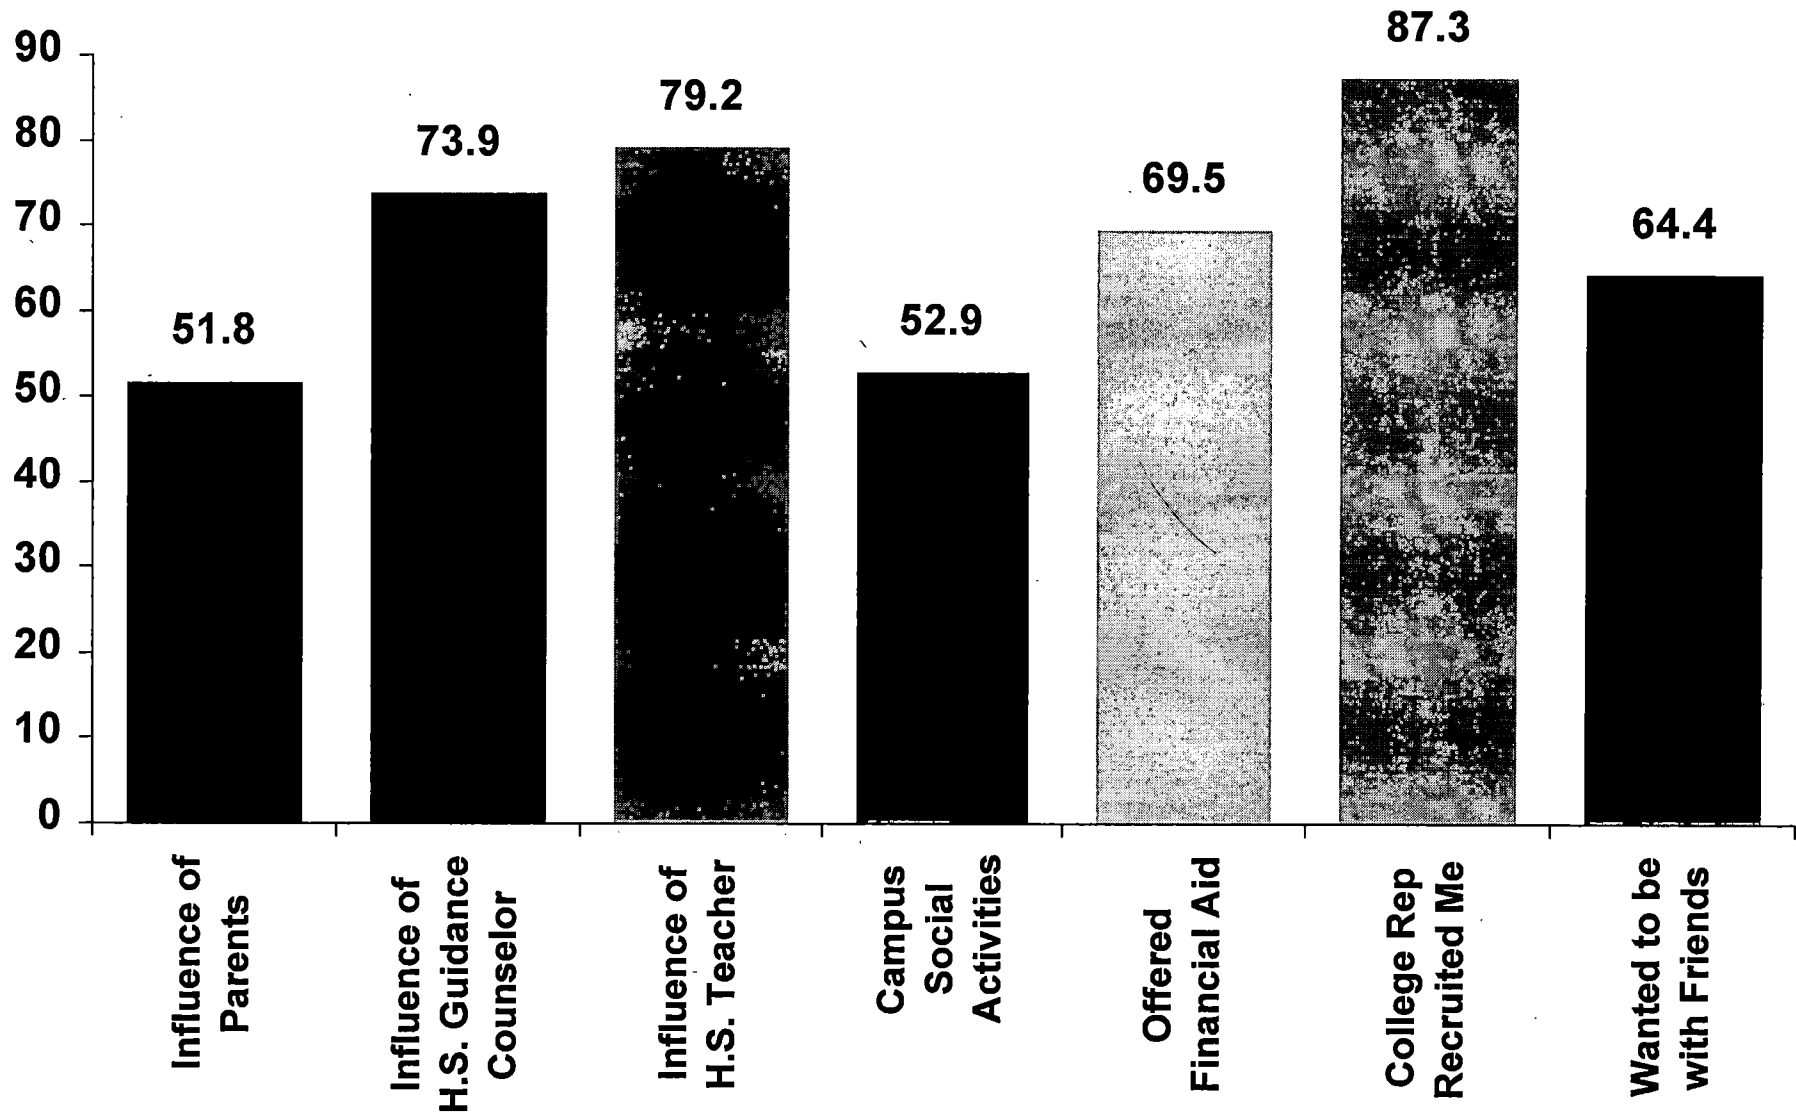 90
80
70
60
50
40
30
20
10
0
51.8
73.9
79.2
52.9
69.5
87.3
64.4
Influence of
Parents
Influence of
H.S. Guidance
Counselor
Influence of
H.S. Teacher
Campus
Social
Activities
Offered
Financial Aid
College Rep
Recruited Me
Wanted to be
with Friends